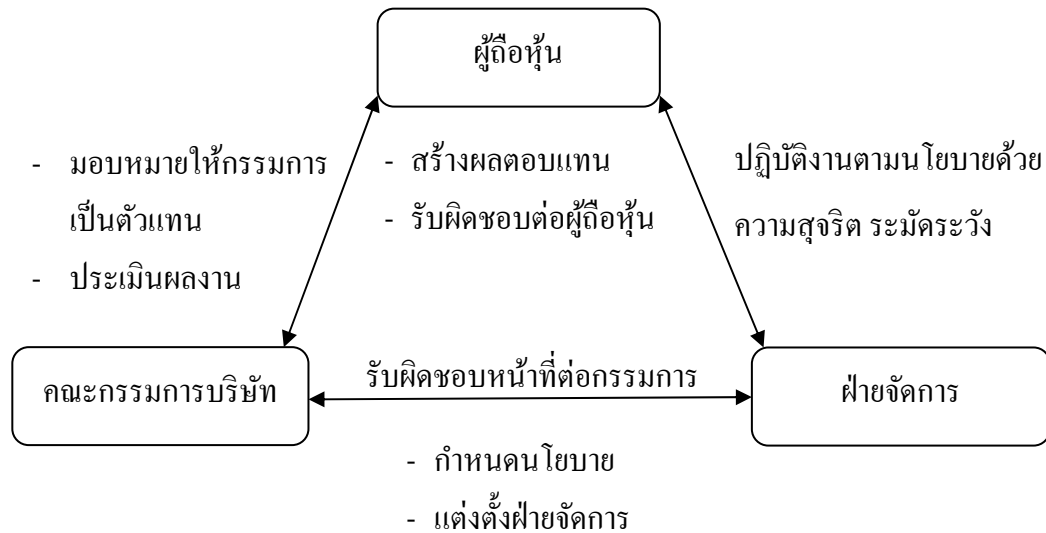 ผู้ถือหุ้น
- มอบหมายให้กรรมการ
เป็นตัวแทน
- ประเมินผลงาน
- สร้างผลตอบแทน
- รับผิดชอบต่อผู้ถือหุ้น
ปฏิบัติงานตามนโยบายด้วย
ความสุจริต ระมัดระวัง
คณะกรรมการบริษัท
รับผิดชอบหน้าที่ต่อกรรมการ
ฝ่ายจัดการ
- กำหนดนโยบาย
- แต่งตั้งฝ่ายจัดการ